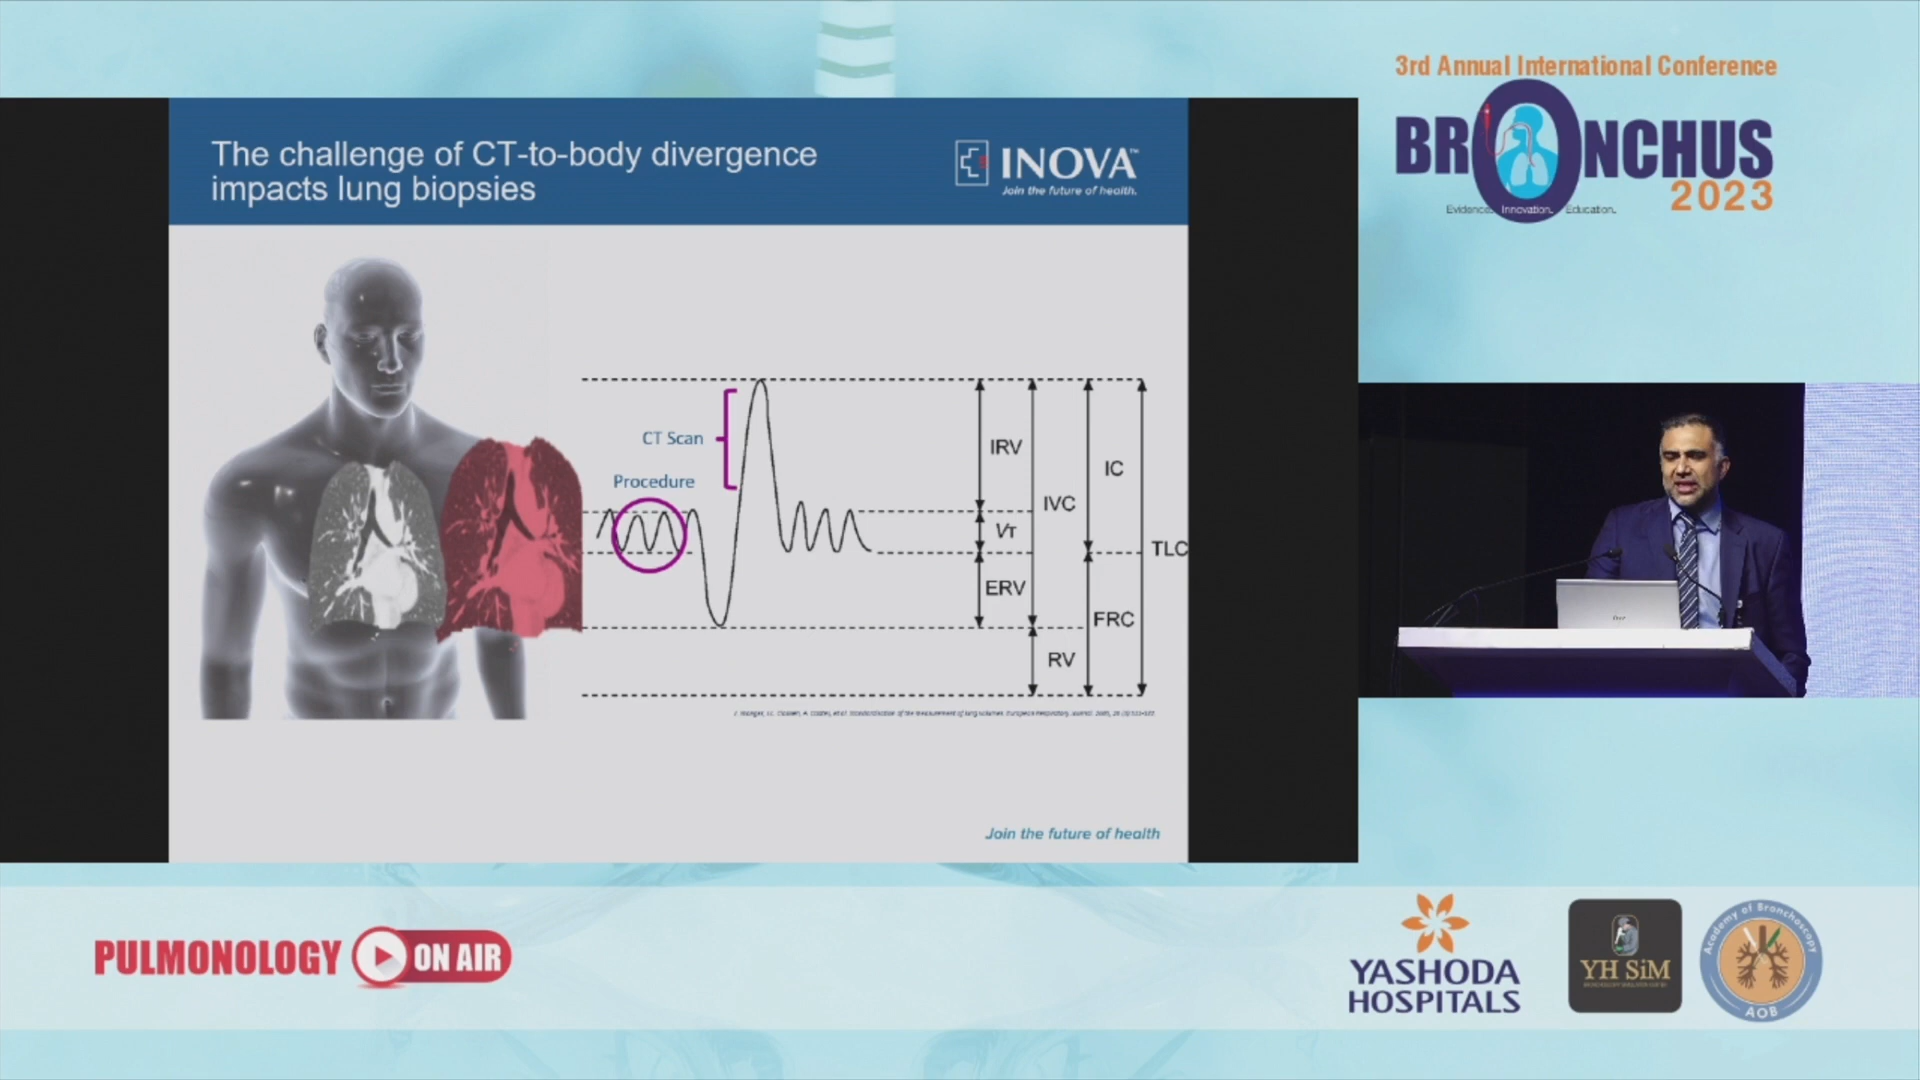 3rd Annual International Conference
BRONCHUS
2023
Evidence. Innovation. Education.
The challenge of CT-to-body divergence
impacts lung biopsies
INOVA™
Join the future of health.
CT Scan
Procedure
IRV
IC
IVC
VT
TLC
ERV
FRC
RV
Join the future of health
PULMONOLOGY ON AIR
YASHODA
HOSPITALS
YH SiM
Academy of Bronchoscopy
AOB